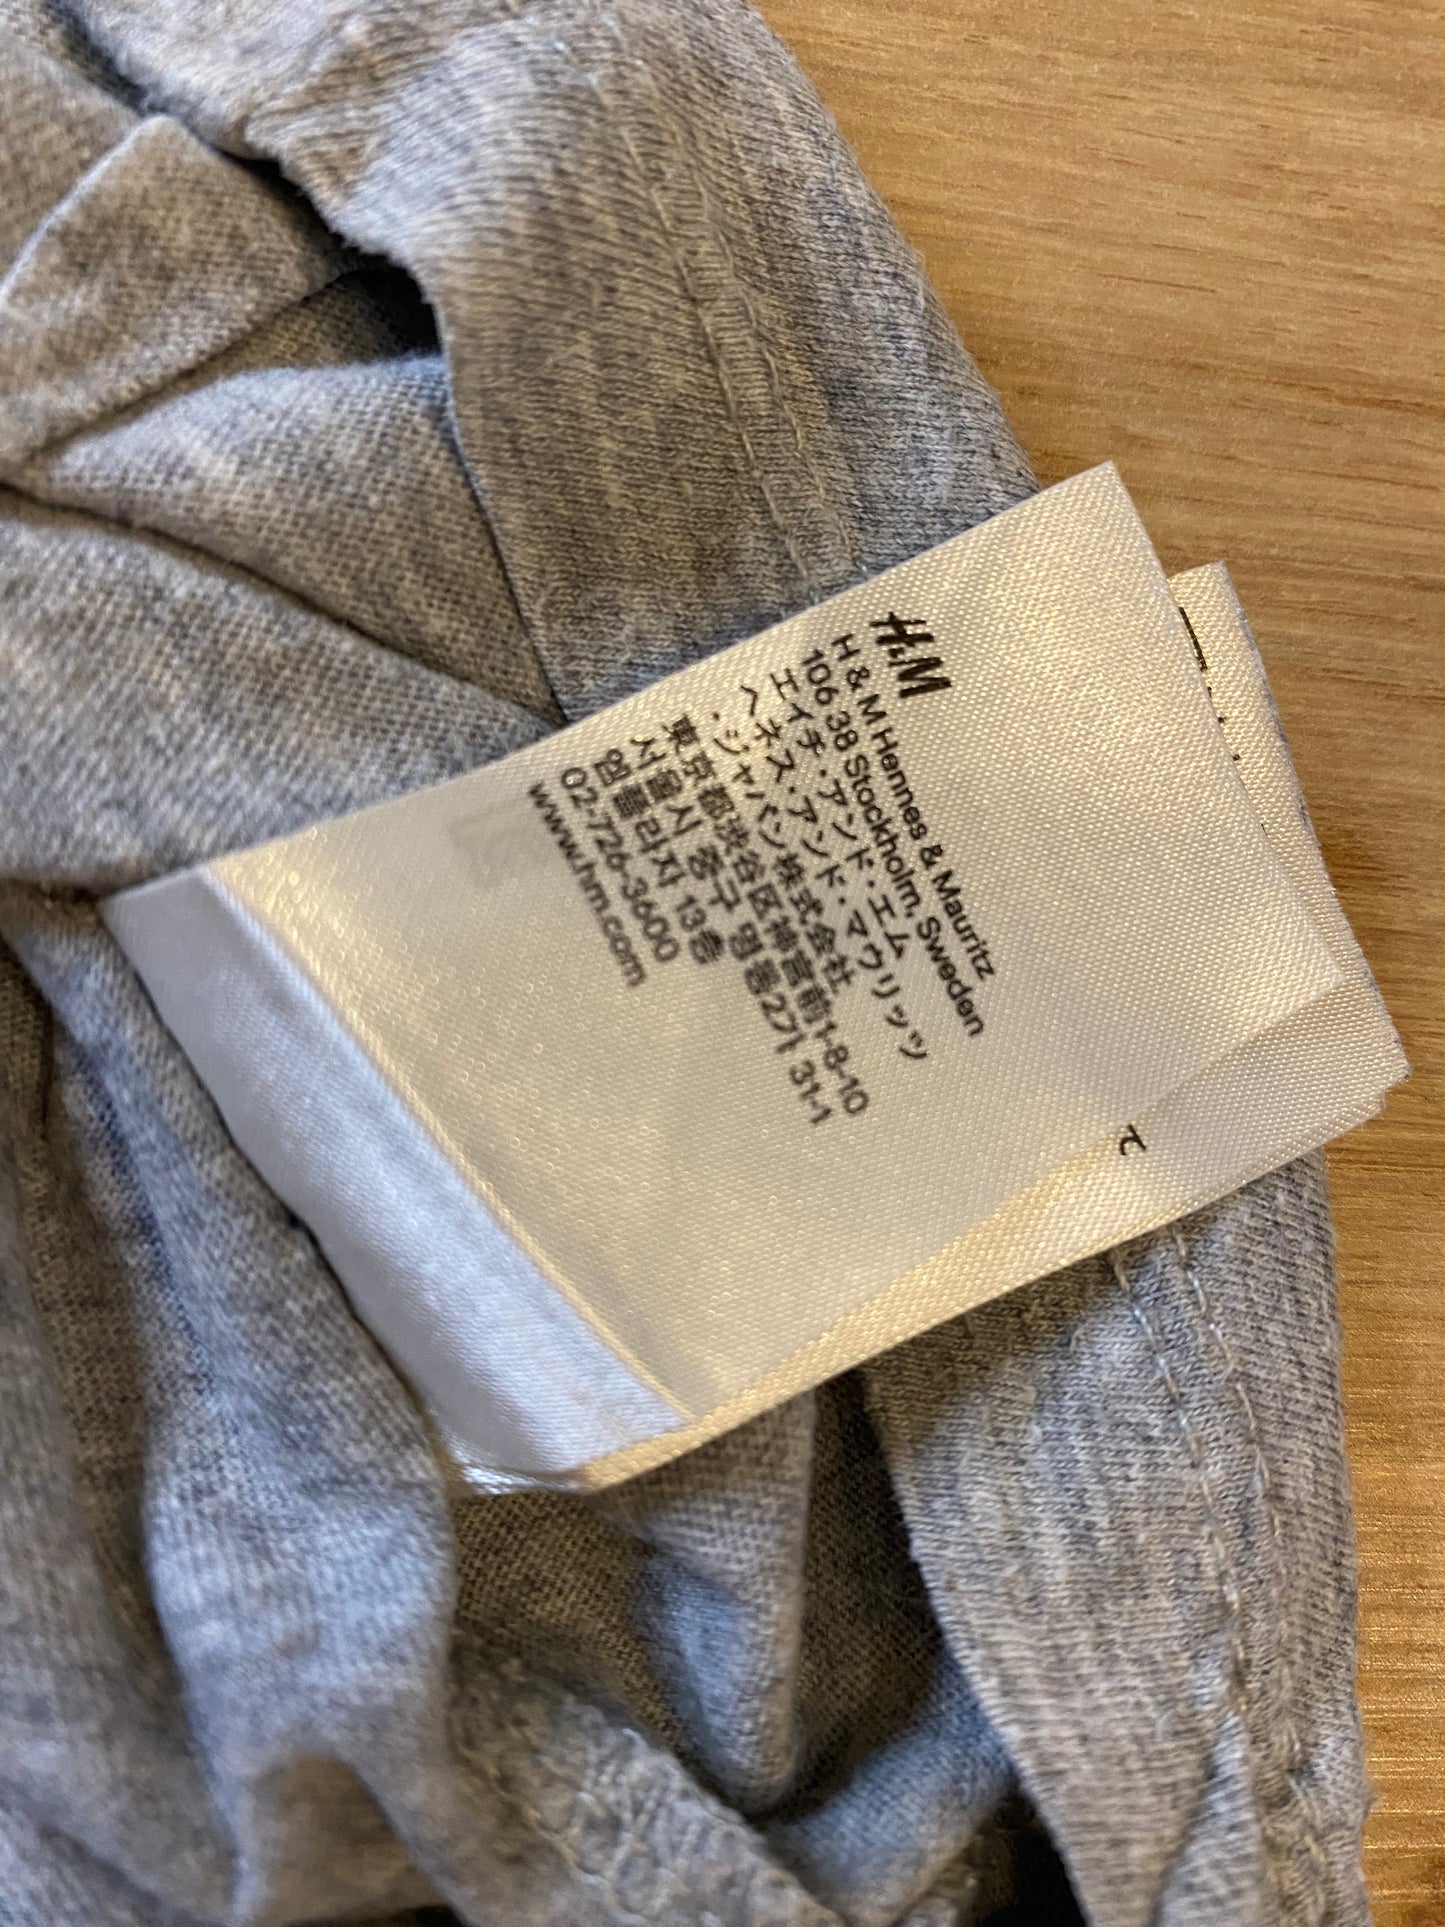 H&M
H & M Hennes & Mauritz
106 38 Stockholm, Sweden
エイチ・アンド・エム
ヘネス・アンド・マウリッツ
・ジャパン株式会社
東京都渋谷区神宮前1-8-10
서울시 중구 명동2가 31-1
엠플라자 13층
02-726-3600
www.hm.com
て